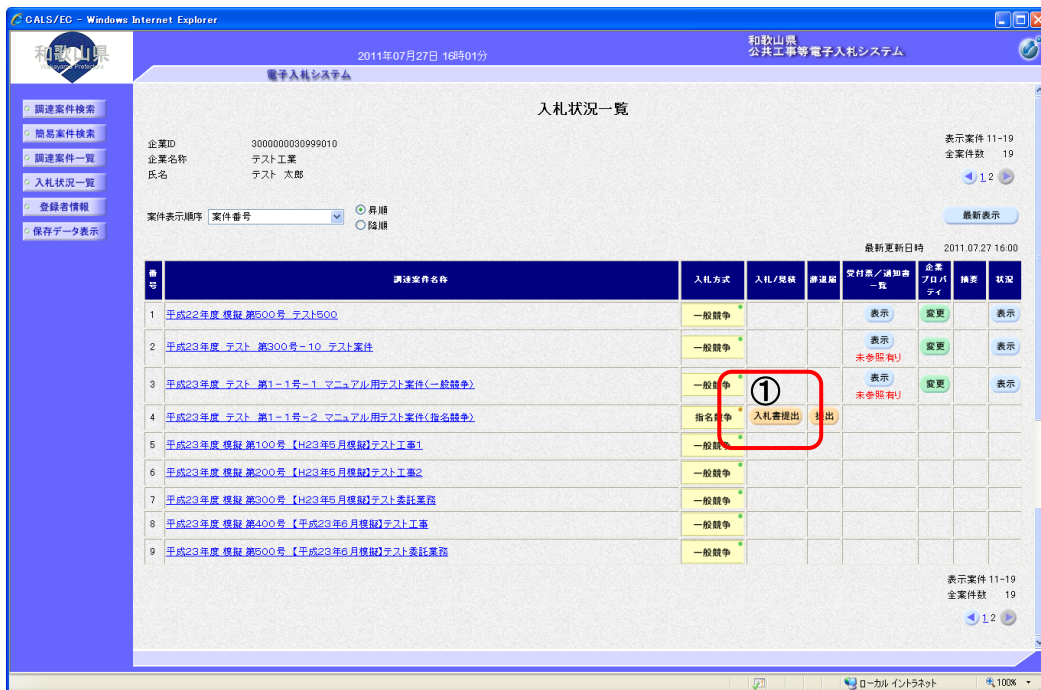 CALS/EC - Windows Internet Explorer
和歌山県
Wakayama Prefecture
2011年07月27日 16時01分
和歌山県
公共工事等電子入札システム
電子入札システム
調達案件検索
簡易案件検索
調達案件一覧
入札状況一覧
登録者情報
保存データ表示
入札状況一覧
企業ID 3000000030999010
企業名称 テスト工業
氏名 テスト 太郎
表示案件 11-19
全案件数 19
1 2
案件表示順序 案件番号
昇順
降順
最新表示
最新更新日時 2011.07.27 16:00
番号 調達案件名称 入札方式 入札/見積 辞退届 受付票/通知書一覧 企業プロパティ 摘要 状況
1 平成22年度 模擬 第500号 テスト500 一般競争 表示 変更 表示
2 平成23年度 テスト 第300号-10 テスト案件 一般競争 表示 変更 表示
未参照有り
3 平成23年度 テスト 第1-1号-1 マニュアル用テスト案件(一般競争) 一般競争 表示 変更 表示
未参照有り
①
4 平成23年度 テスト 第1-1号-2 マニュアル用テスト案件(指名競争) 指名競争 入札書提出 提出
5 平成23年度 模擬 第100号 【H23年5月模擬】テスト工事1 一般競争
6 平成23年度 模擬 第200号 【H23年5月模擬】テスト工事2 一般競争
7 平成23年度 模擬 第300号 【H23年5月模擬】テスト委託業務 一般競争
8 平成23年度 模擬 第400号 【平成23年6月模擬】テスト工事 一般競争
9 平成23年度 模擬 第500号 【平成23年6月模擬】テスト委託業務 一般競争
表示案件 11-19
全案件数 19
1 2
ローカル イントラネット 100%